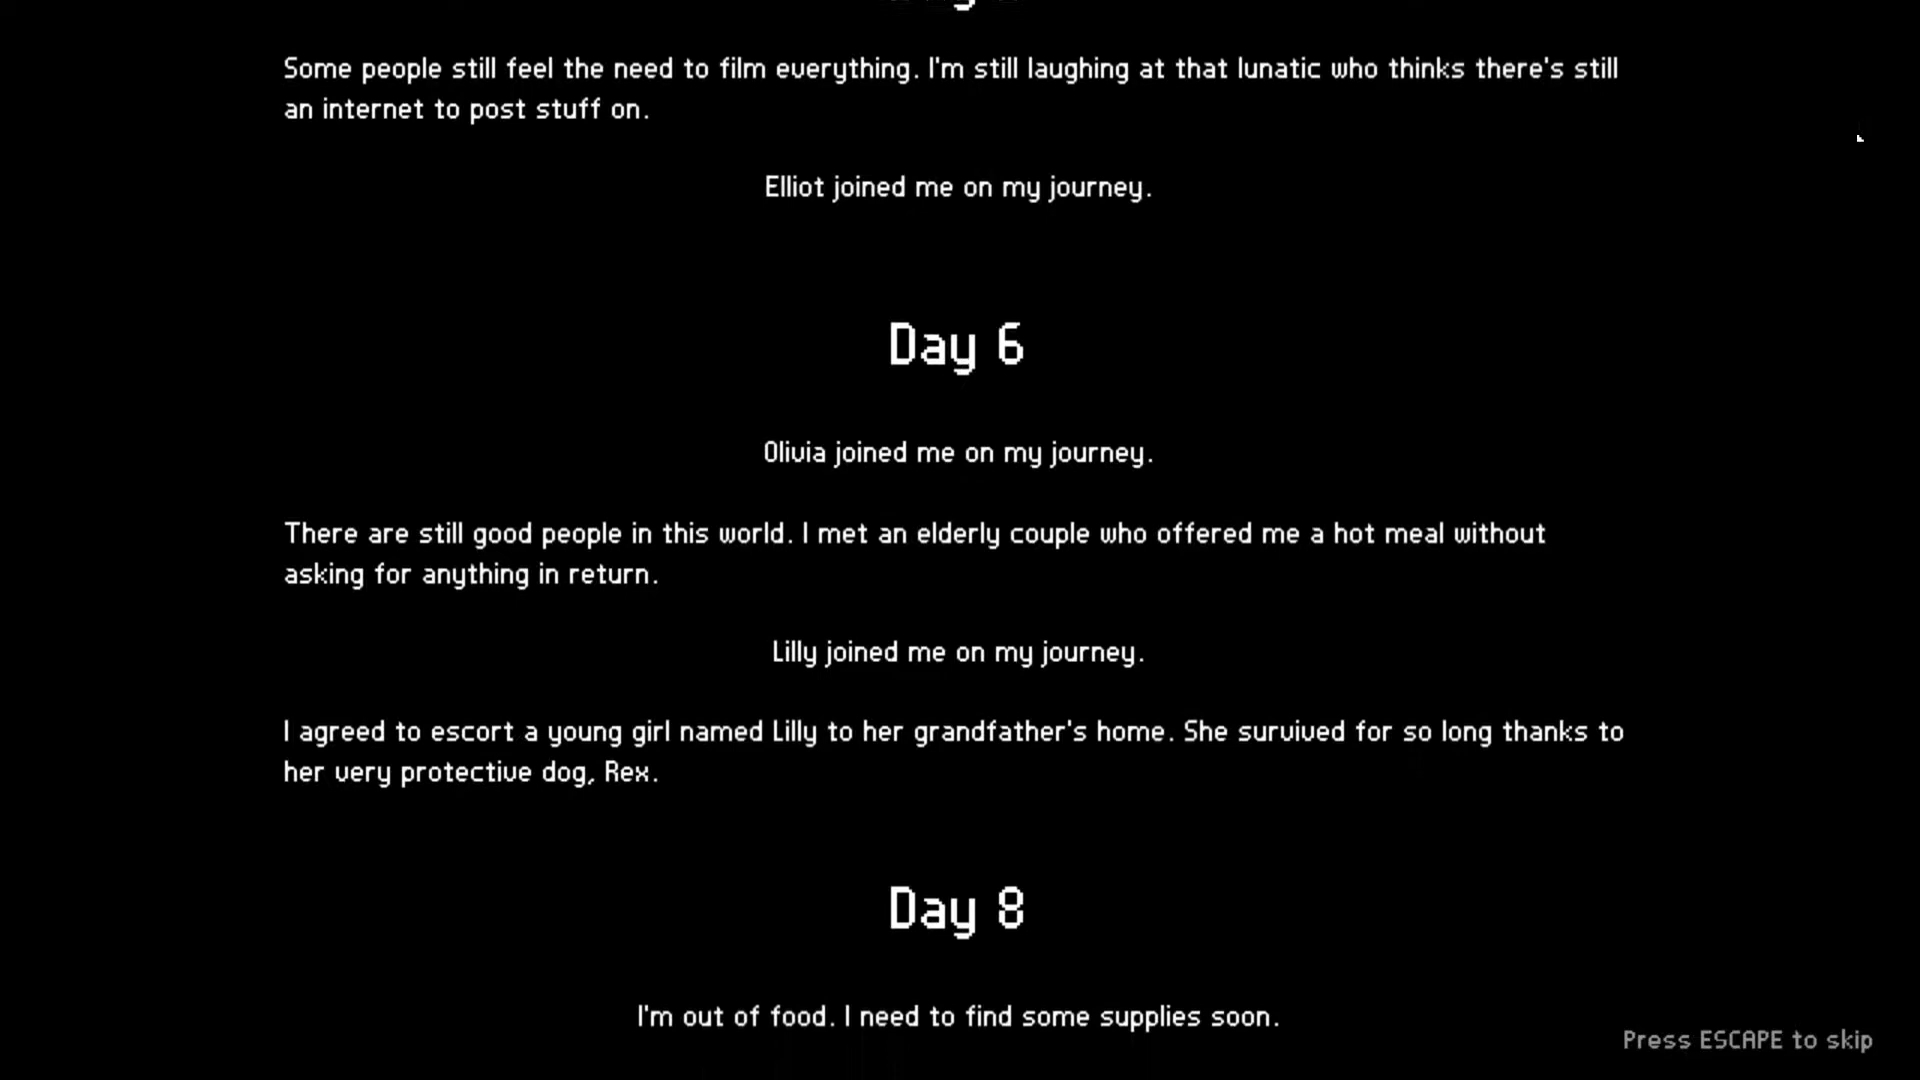 Some people still feel the need to film everything. I'm still laughing at that lunatic who thinks there's still
an internet to post stuff on.
Elliot joined me on my journey.
Day 6
Olivia joined me on my journey.
There are still good people in this world. I met an elderly couple who offered me a hot meal without
asking for anything in return.
Lilly joined me on my journey.
I agreed to escort a young girl named Lilly to her grandfather's home. She survived for so long thanks to
her very protective dog, Rex.
Day 8
I'm out of food. I need to find some supplies soon.
Press ESCAPE to skip